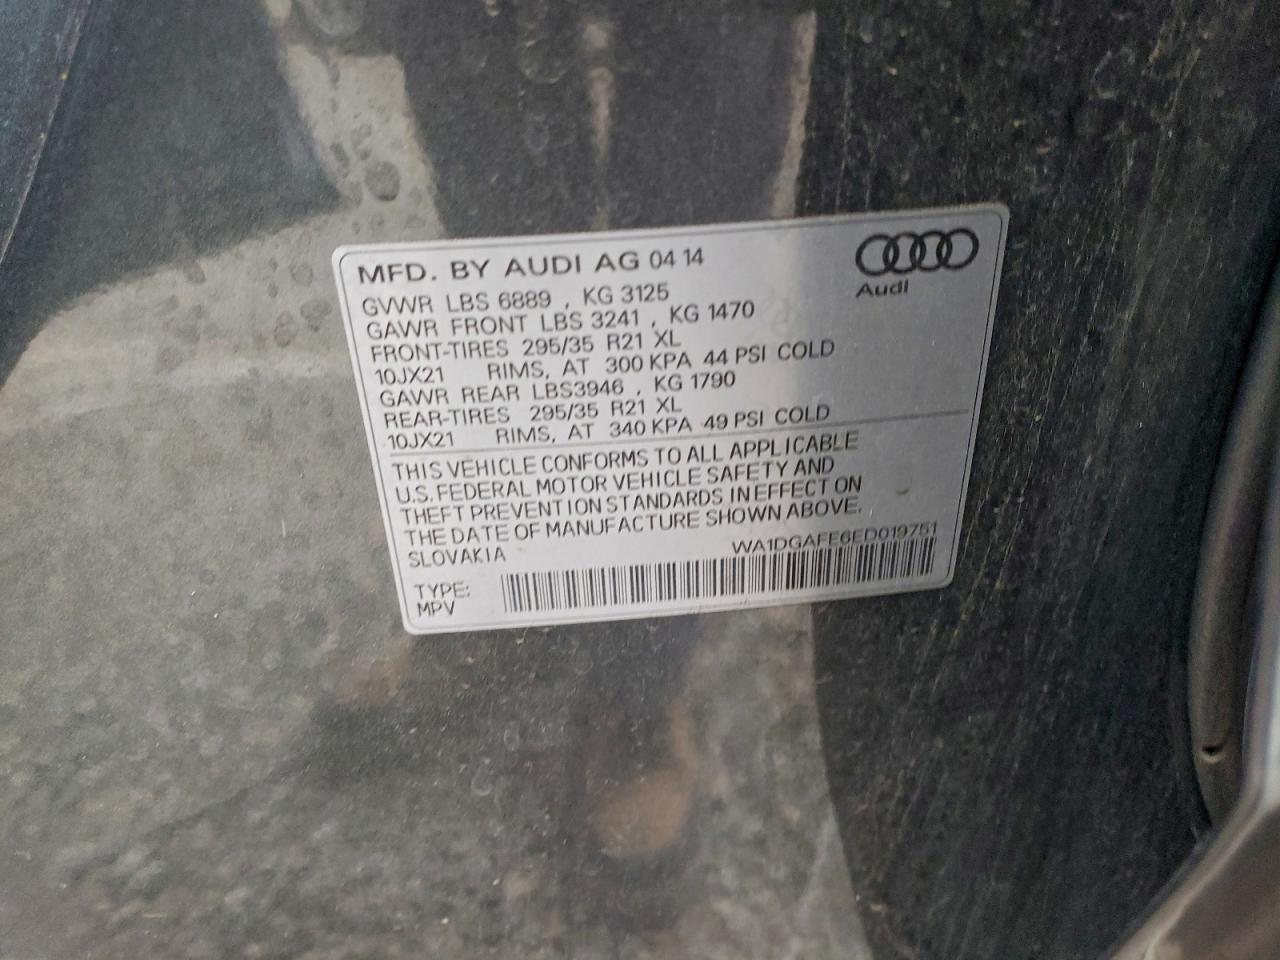 MFD. BY AUDI AG 04 14
Audi
GVWR LBS 6889 , KG 3125
GAWR FRONT LBS 3241 , KG 1470
FRONT-TIRES 295/35 R21 XL
10JX21 RIMS, AT 300 KPA 44 PSI COLD
GAWR REAR LBS3946 , KG 1790
REAR-TIRES 295/35 R21 XL
10JX21 RIMS, AT 340 KPA 49 PSI COLD
THIS VEHICLE CONFORMS TO ALL APPLICABLE
U.S. FEDERAL MOTOR VEHICLE SAFETY AND
THEFT PREVENTION STANDARDS IN EFFECT ON
THE DATE OF MANUFACTURE SHOWN ABOVE.
SLOVAKIA
WA1DGAFE6ED019751
TYPE:
MPV